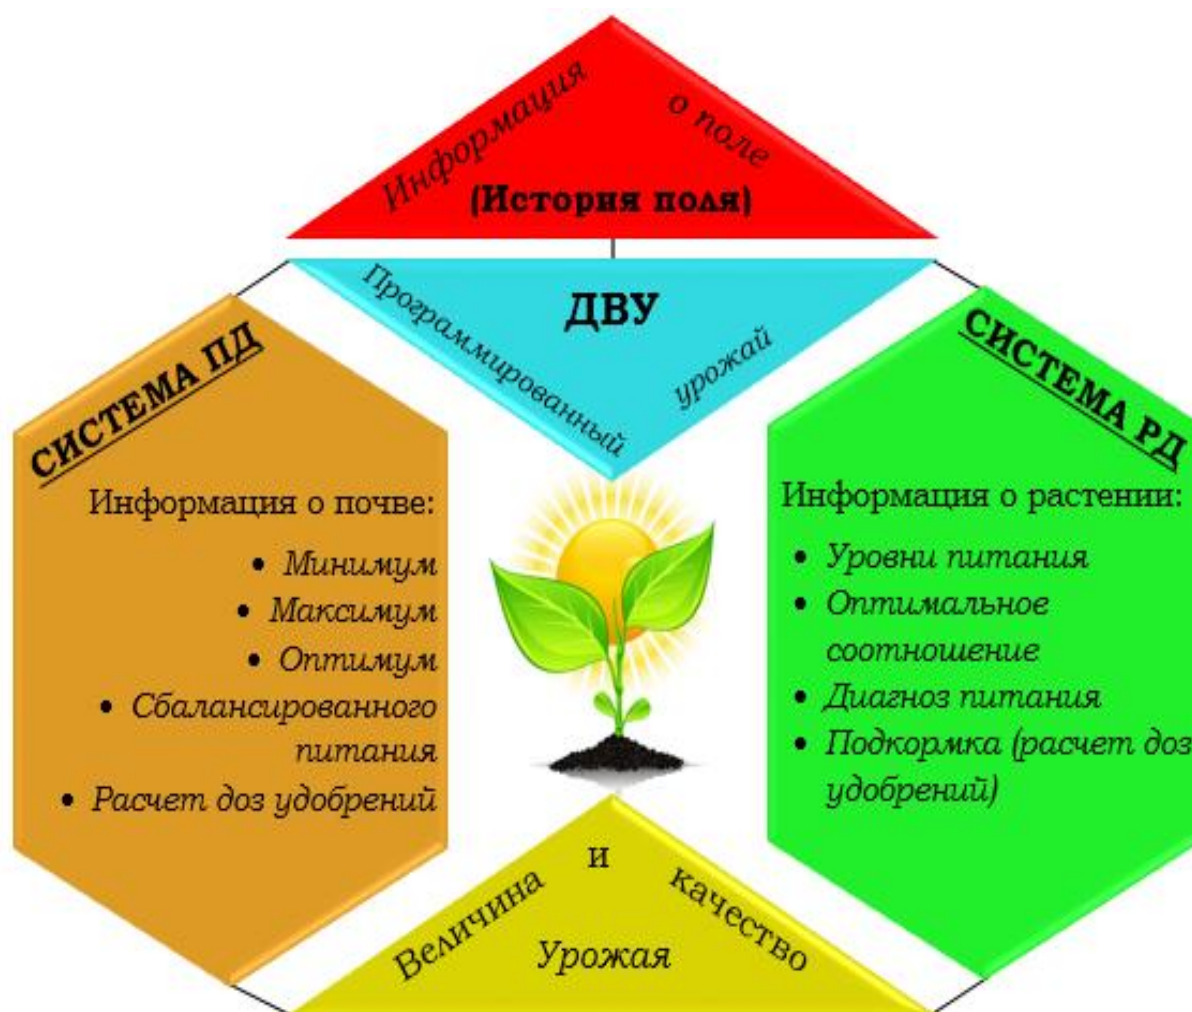 Информация о поле
(История поля)
ДВУ
Программированный урожай
СИСТЕМА ПД
Информация о почве:
• Минимум
• Максимум
• Оптимум
• Сбалансированного
питания
• Расчет доз удобрений
СИСТЕМА РД
Информация о растении:
• Уровни питания
• Оптимальное
соотношение
• Диагноз питания
• Подкормка (расчет доз
удобрений)
Величина и качество
Урожая